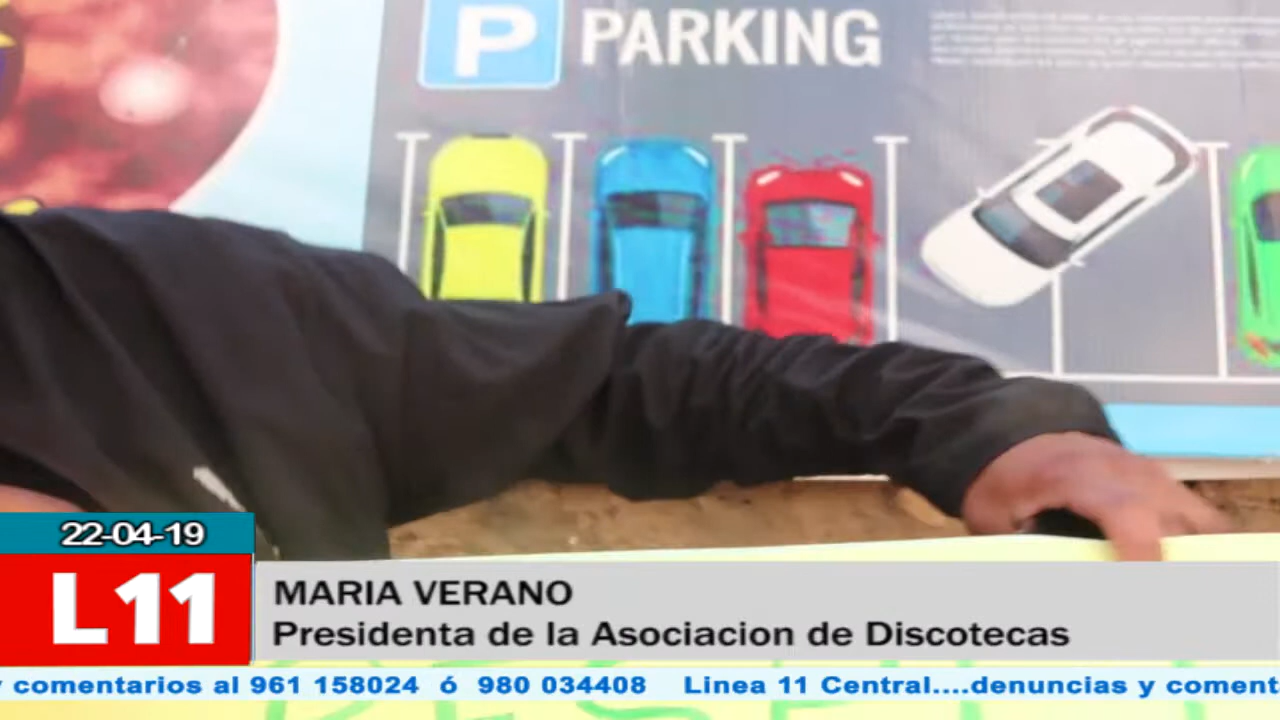 P PARKING
22-04-19
L11
MARIA VERANO
Presidenta de la Asociacion de Discotecas
y comentarios al 961 158024 ó 980 034408 Linea 11 Central....denuncias y coment